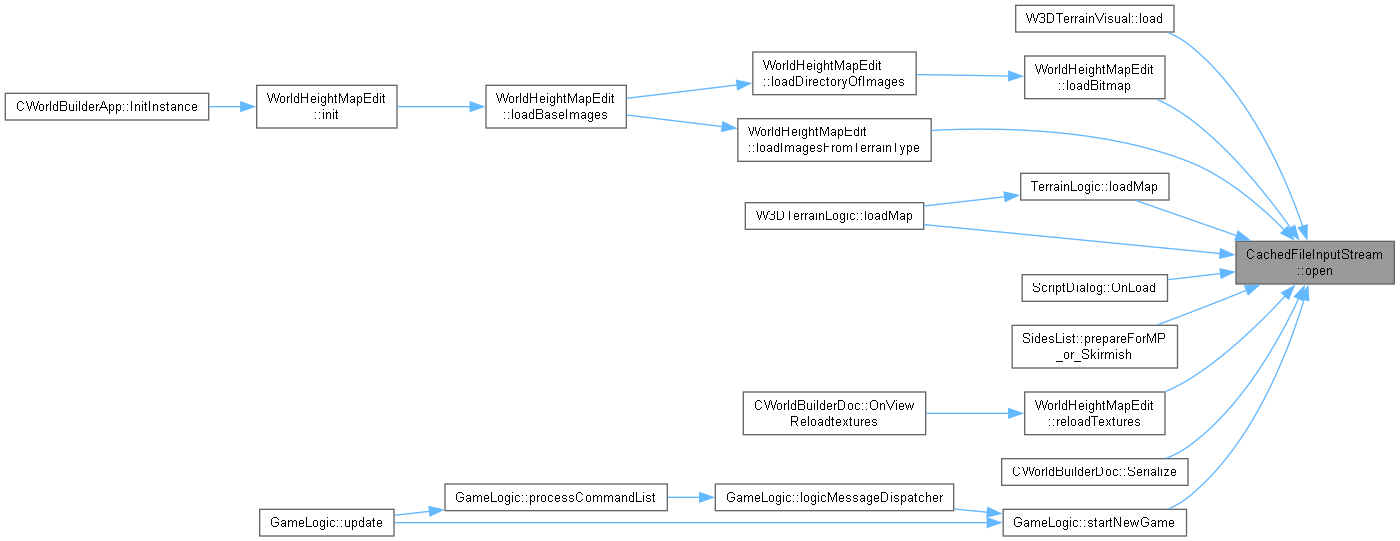 W3DTerrainVisual::load
WorldHeightMapEdit
::loadDirectoryOfImages
WorldHeightMapEdit
::loadBitmap
CWorldBuilderApp::InitInstance
WorldHeightMapEdit
::init
WorldHeightMapEdit
::loadBaseImages
WorldHeightMapEdit
::loadImagesFromTerrainType
TerrainLogic::loadMap
W3DTerrainLogic::loadMap
CachedFileInputStream
::open
ScriptDialog::OnLoad
SidesList::prepareForMP
_or_Skirmish
CWorldBuilderDoc::OnView
Reloadtextures
WorldHeightMapEdit
::reloadTextures
CWorldBuilderDoc::Serialize
GameLogic::processCommandList
GameLogic::logicMessageDispatcher
GameLogic::update
GameLogic::startNewGame